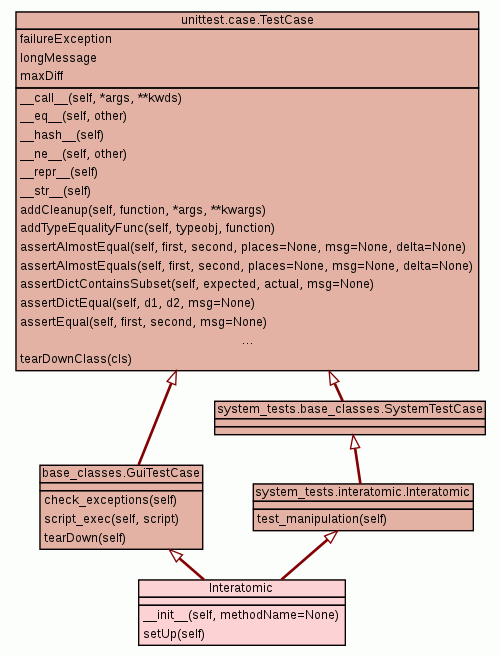 unittest.case.TestCase
failureException
longMessage
maxDiff
__call__(self, *args, **kwds)
__eq__(self, other)
__hash__(self)
__ne__(self, other)
__repr__(self)
__str__(self)
addCleanup(self, function, *args, **kwargs)
addTypeEqualityFunc(self, typeobj, function)
assertAlmostEqual(self, first, second, places=None, msg=None, delta=None)
assertAlmostEquals(self, first, second, places=None, msg=None, delta=None)
assertDictContainsSubset(self, expected, actual, msg=None)
assertDictEqual(self, d1, d2, msg=None)
assertEqual(self, first, second, msg=None)
...
tearDownClass(cls)
system_tests.base_classes.SystemTestCase
base_classes.GuiTestCase
check_exceptions(self)
script_exec(self, script)
tearDown(self)
system_tests.interatomic.Interatomic
test_manipulation(self)
Interatomic
__init__(self, methodName=None)
setUp(self)